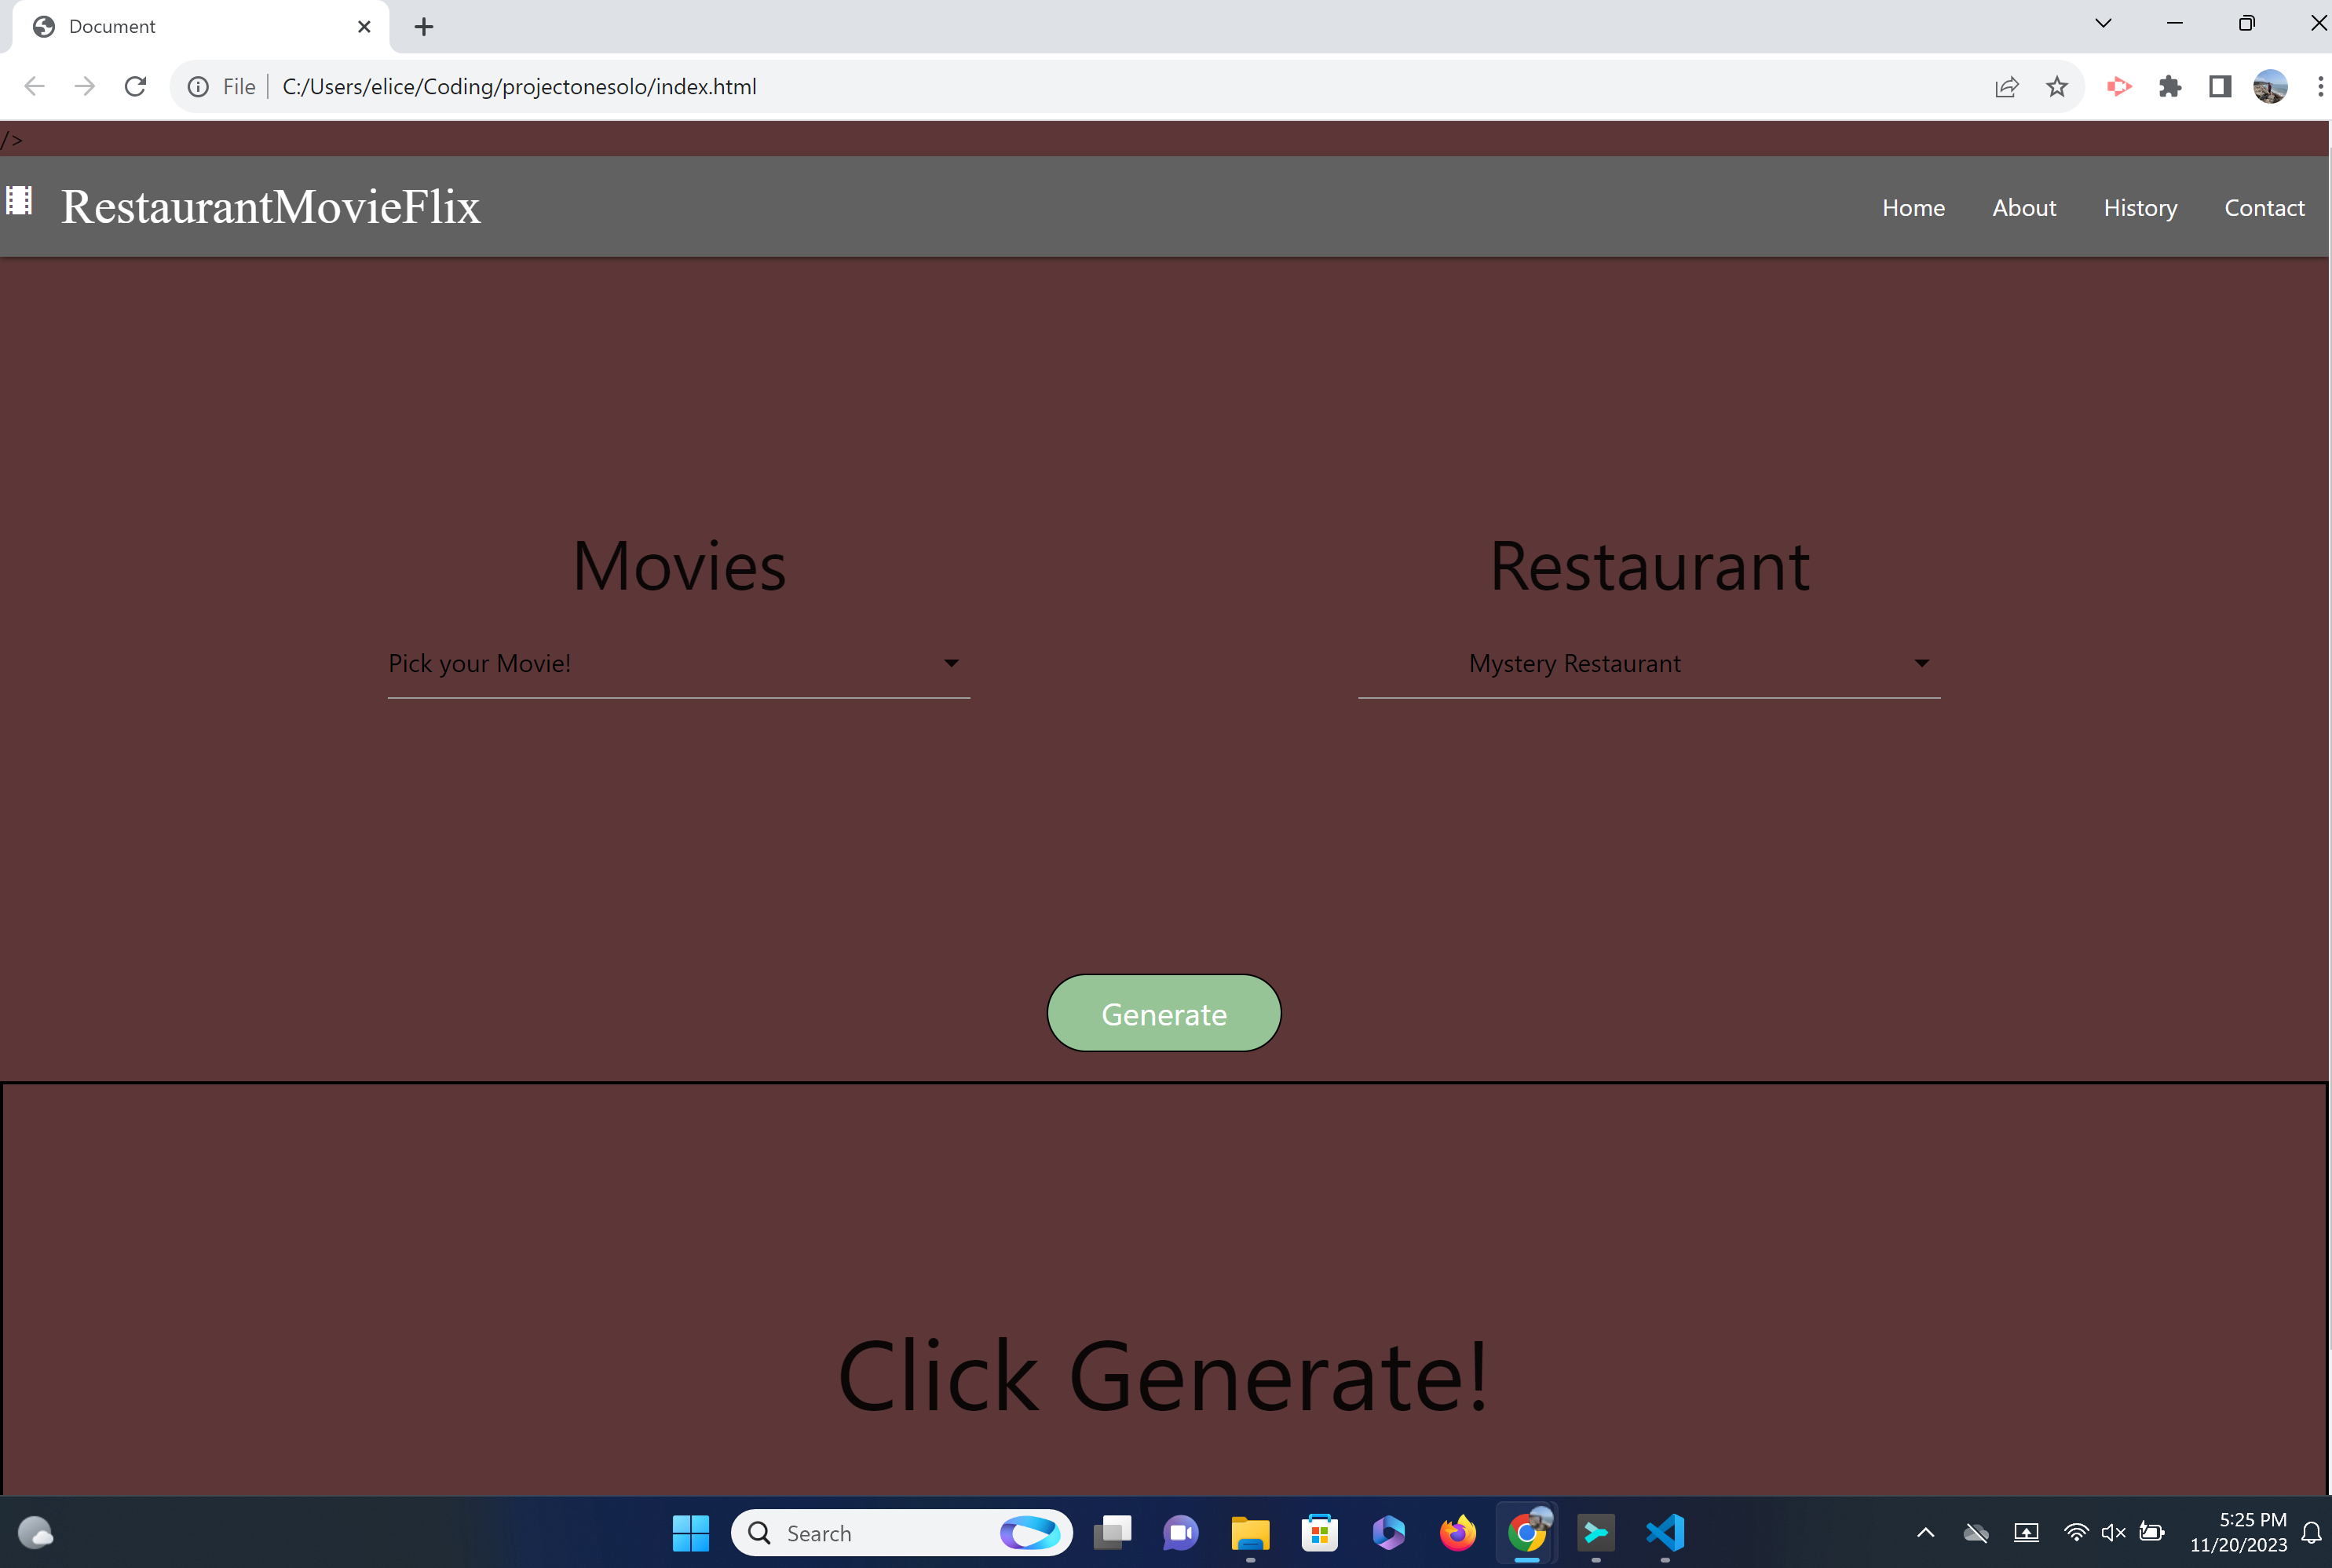 Document
File
C:/Users/elice/Coding/projectonesolo/index.html
/>
RestaurantMovieFlix
Home About History Contact
Movies
Restaurant
Pick your Movie!
Mystery Restaurant
Generate
Click Generate!
Search
5:25 PM
11/20/2023